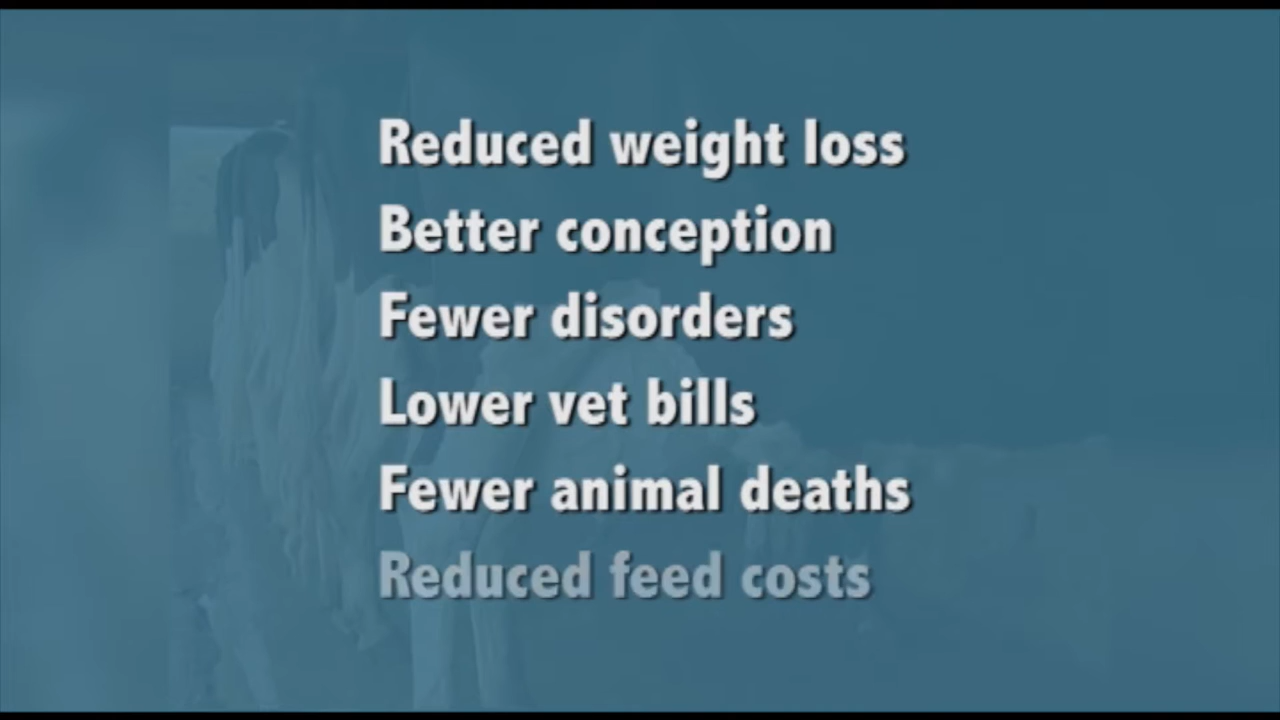 Reduced weight loss
Better conception
Fewer disorders
Lower vet bills
Fewer animal deaths
Reduced feed costs